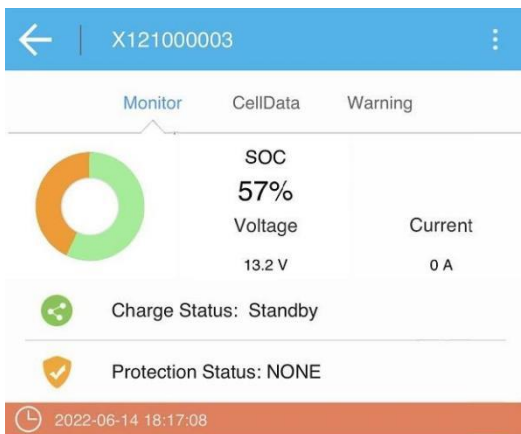 X121000003
Monitor CellData Warning
SOC
57%
Voltage Current
13.2 V 0 A
Charge Status: Standby
Protection Status: NONE
2022-06-14 18:17:08